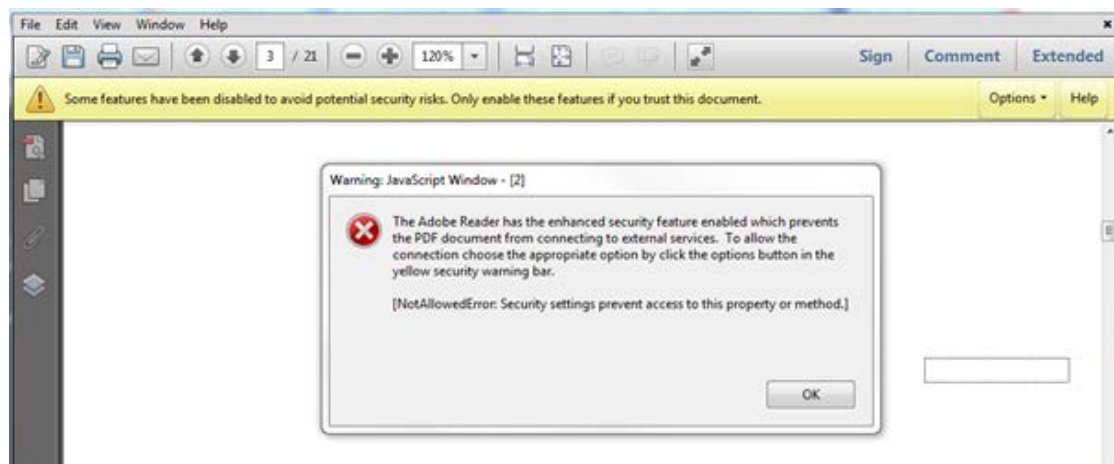 File Edit View Window Help
3 / 21 120% Sign Comment Extended
Some features have been disabled to avoid potential security risks. Only enable these features if you trust this document. Options Help
Warning: JavaScript Window - [2]
The Adobe Reader has the enhanced security feature enabled which prevents
the PDF document from connecting to external services. To allow the
connection choose the appropriate option by click the options button in the
yellow security warning bar.
[NotAllowedError: Security settings prevent access to this property or method.]
OK